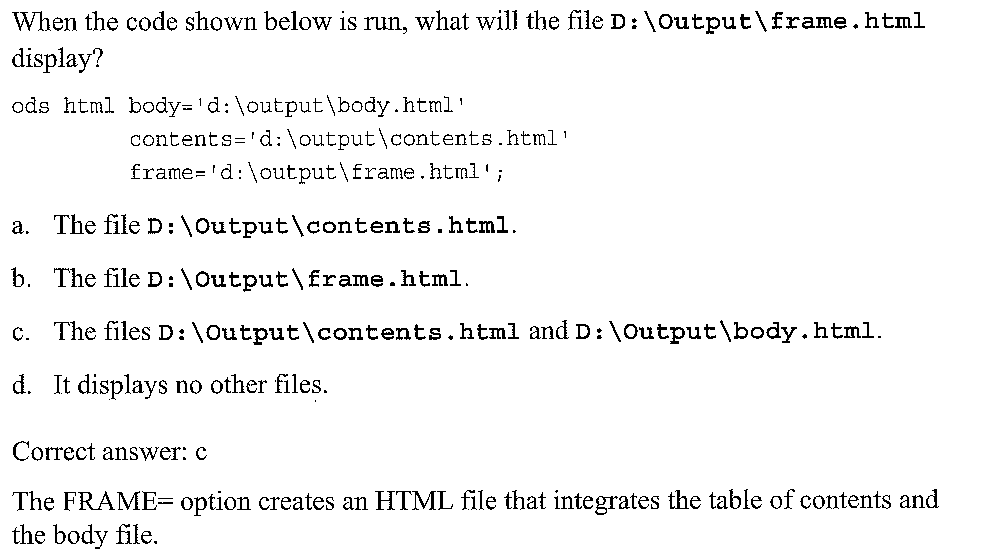 When the code shown below is run, what will the file D:\Output\frame.html
display?
ods html body='d:\output\body.html'
contents='d:\output\contents.html'
frame='d:\output\frame.html';
a. The file D:\Output\contents.html.
b. The file D:\Output\frame.html.
c. The files D:\Output\contents.html and D:\Output\body.html.
d. It displays no other files.
Correct answer: c
The FRAME= option creates an HTML file that integrates the table of contents and
the body file.